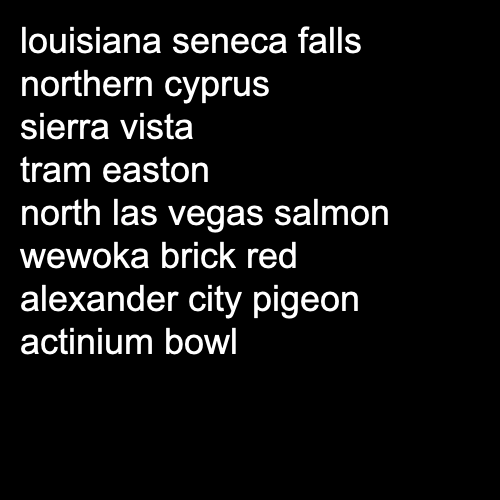 louisiana seneca falls
northern cyprus
sierra vista
tram easton
north las vegas salmon
wewoka brick red
alexander city pigeon
actinium bowl